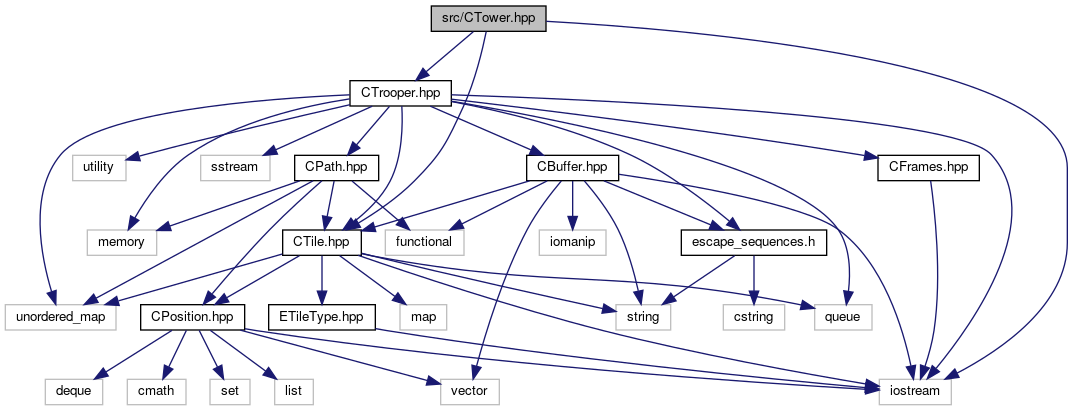 src/CTower.hpp
CTrooper.hpp
utility
sstream
CPath.hpp
CBuffer.hpp
CFrames.hpp
memory
CTile.hpp
functional
iomanip
escape_sequences.h
unordered_map
CPosition.hpp
ETileType.hpp
map
string
cstring
queue
deque
cmath
set
list
vector
iostream